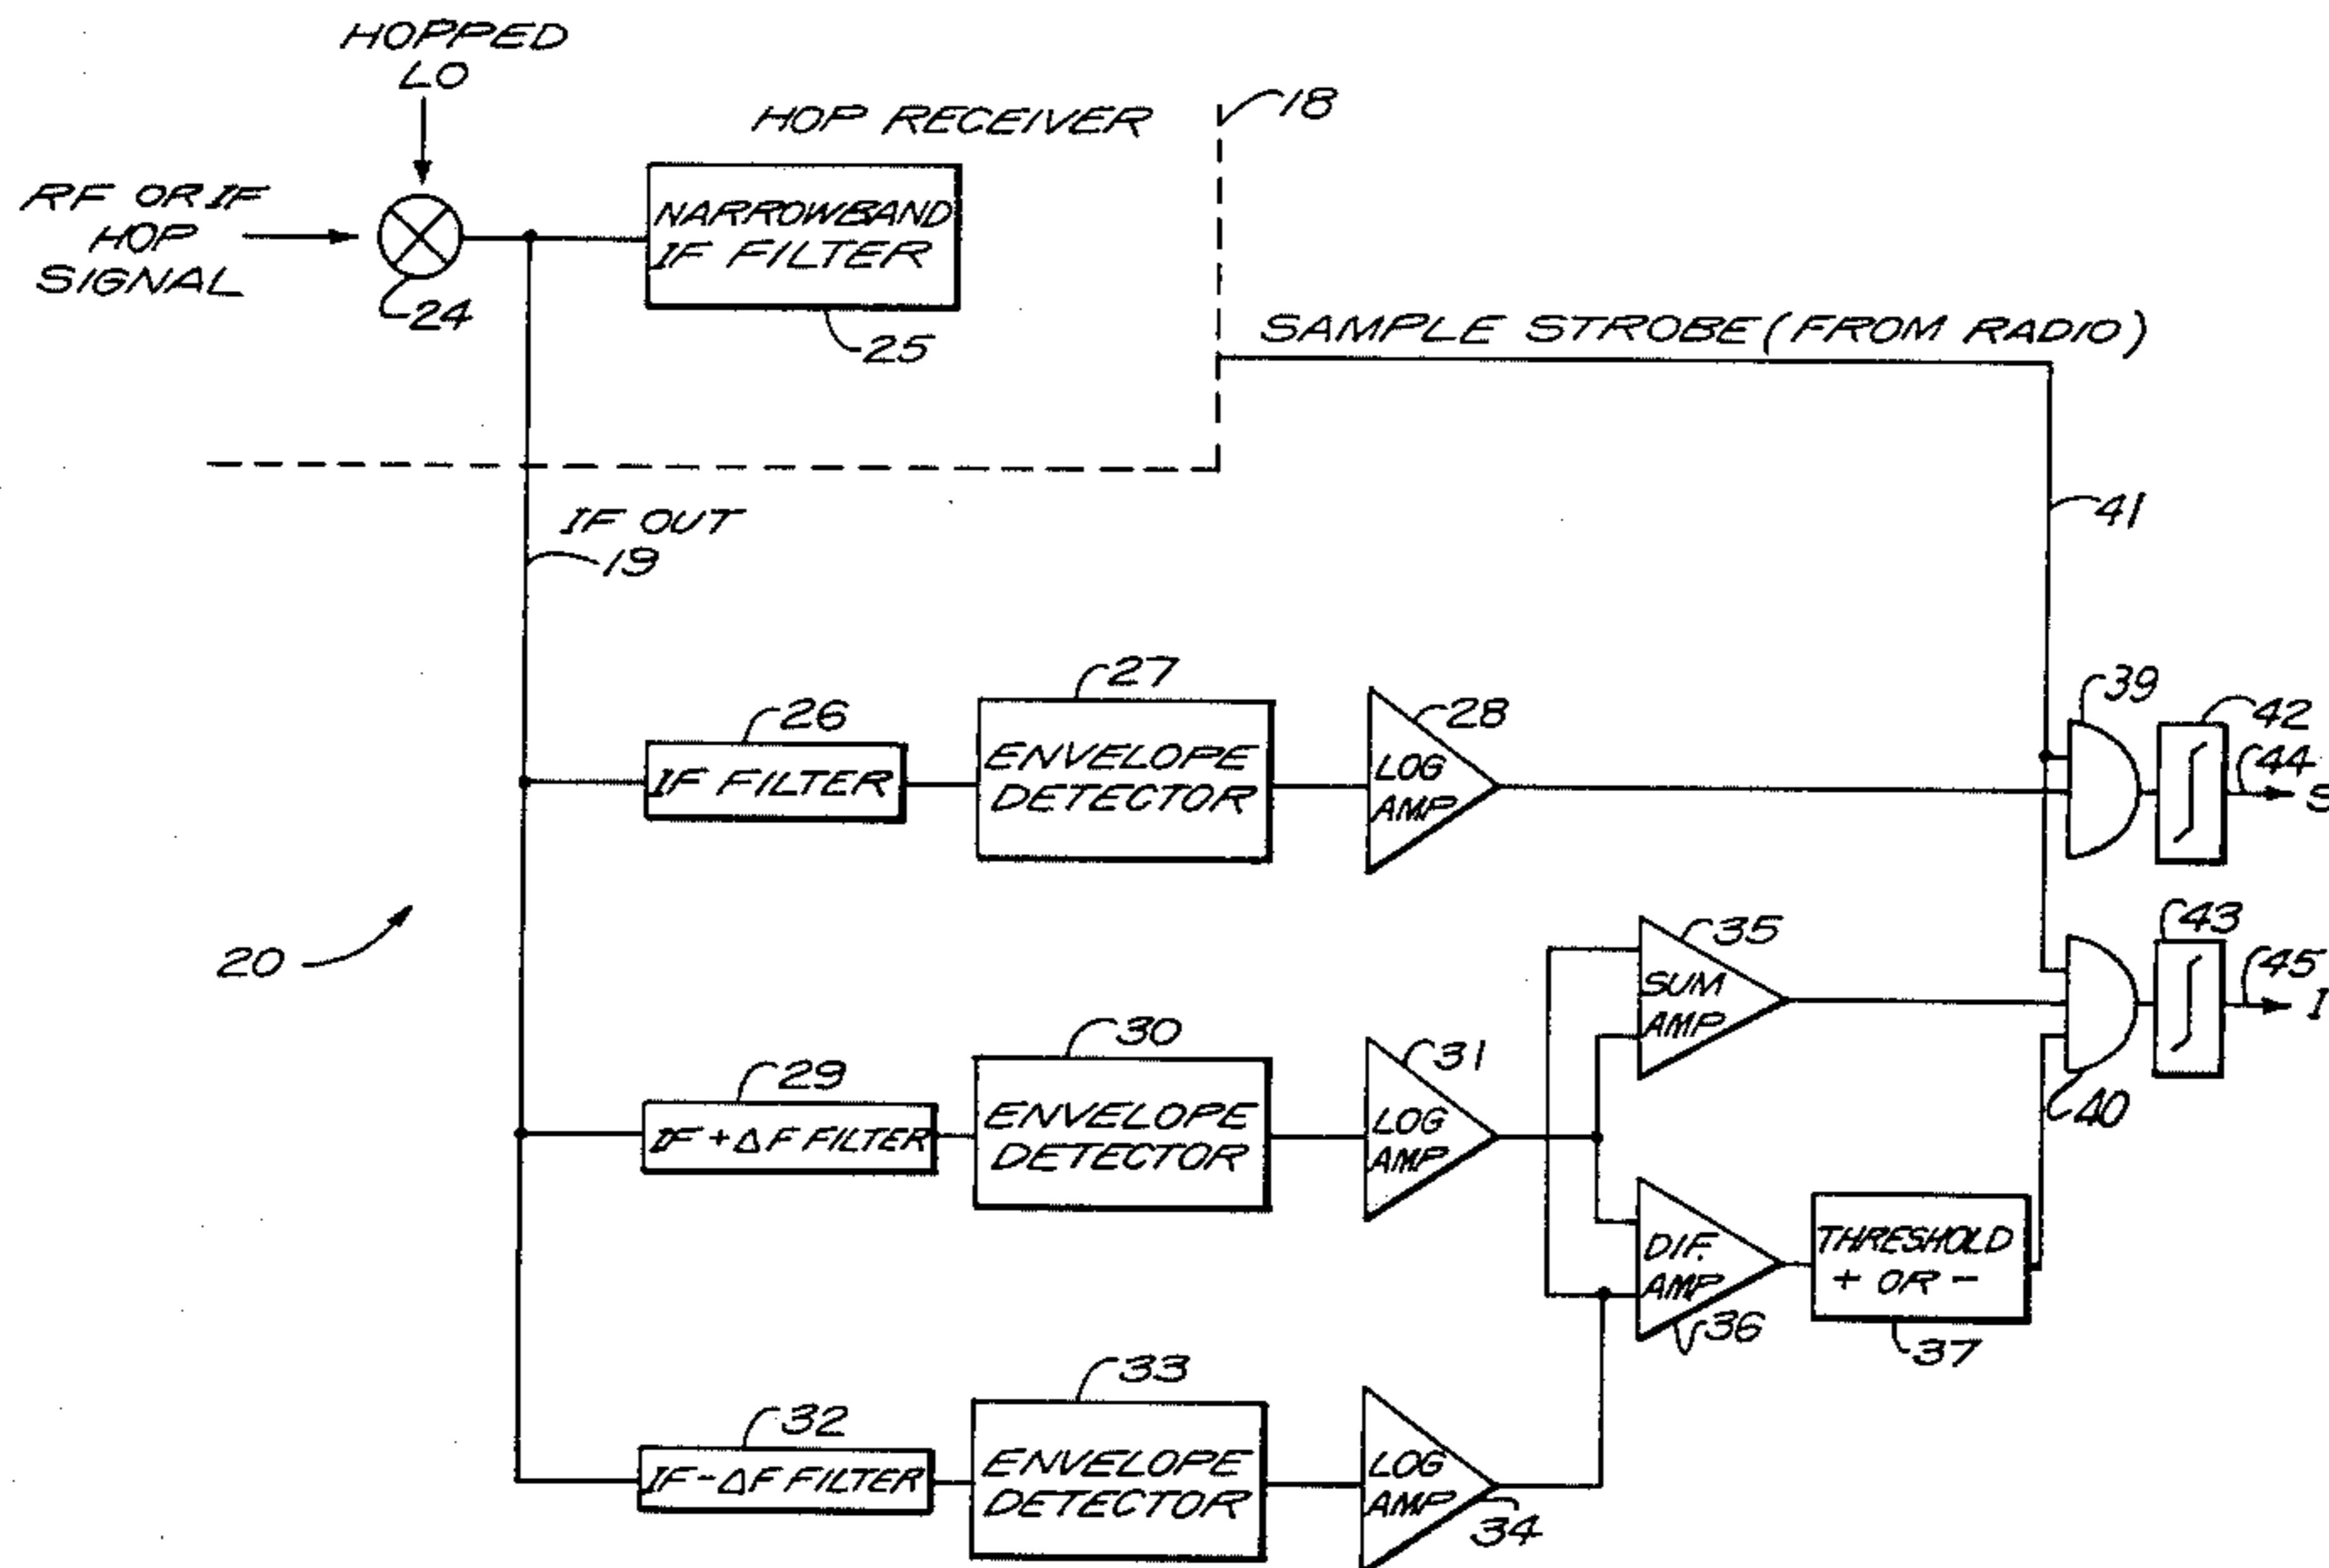 HOPPED
LO
HOP RECEIVER
18
RF OR IF
HOP
SIGNAL
24
NARROWBAND
IF FILTER
25
SAMPLE STROBE (FROM RADIO)
41
IF OUT
19
26
IF FILTER
27
ENVELOPE
DETECTOR
28
LOG
AMP
39
42
44
S
20
29
IF + ΔF FILTER
30
ENVELOPE
DETECTOR
31
LOG
AMP
35
SUM
AMP
43
45
I
40
DIF.
AMP
36
THRESHOLD
+ OR -
37
32
IF - ΔF FILTER
33
ENVELOPE
DETECTOR
LOG
AMP
34